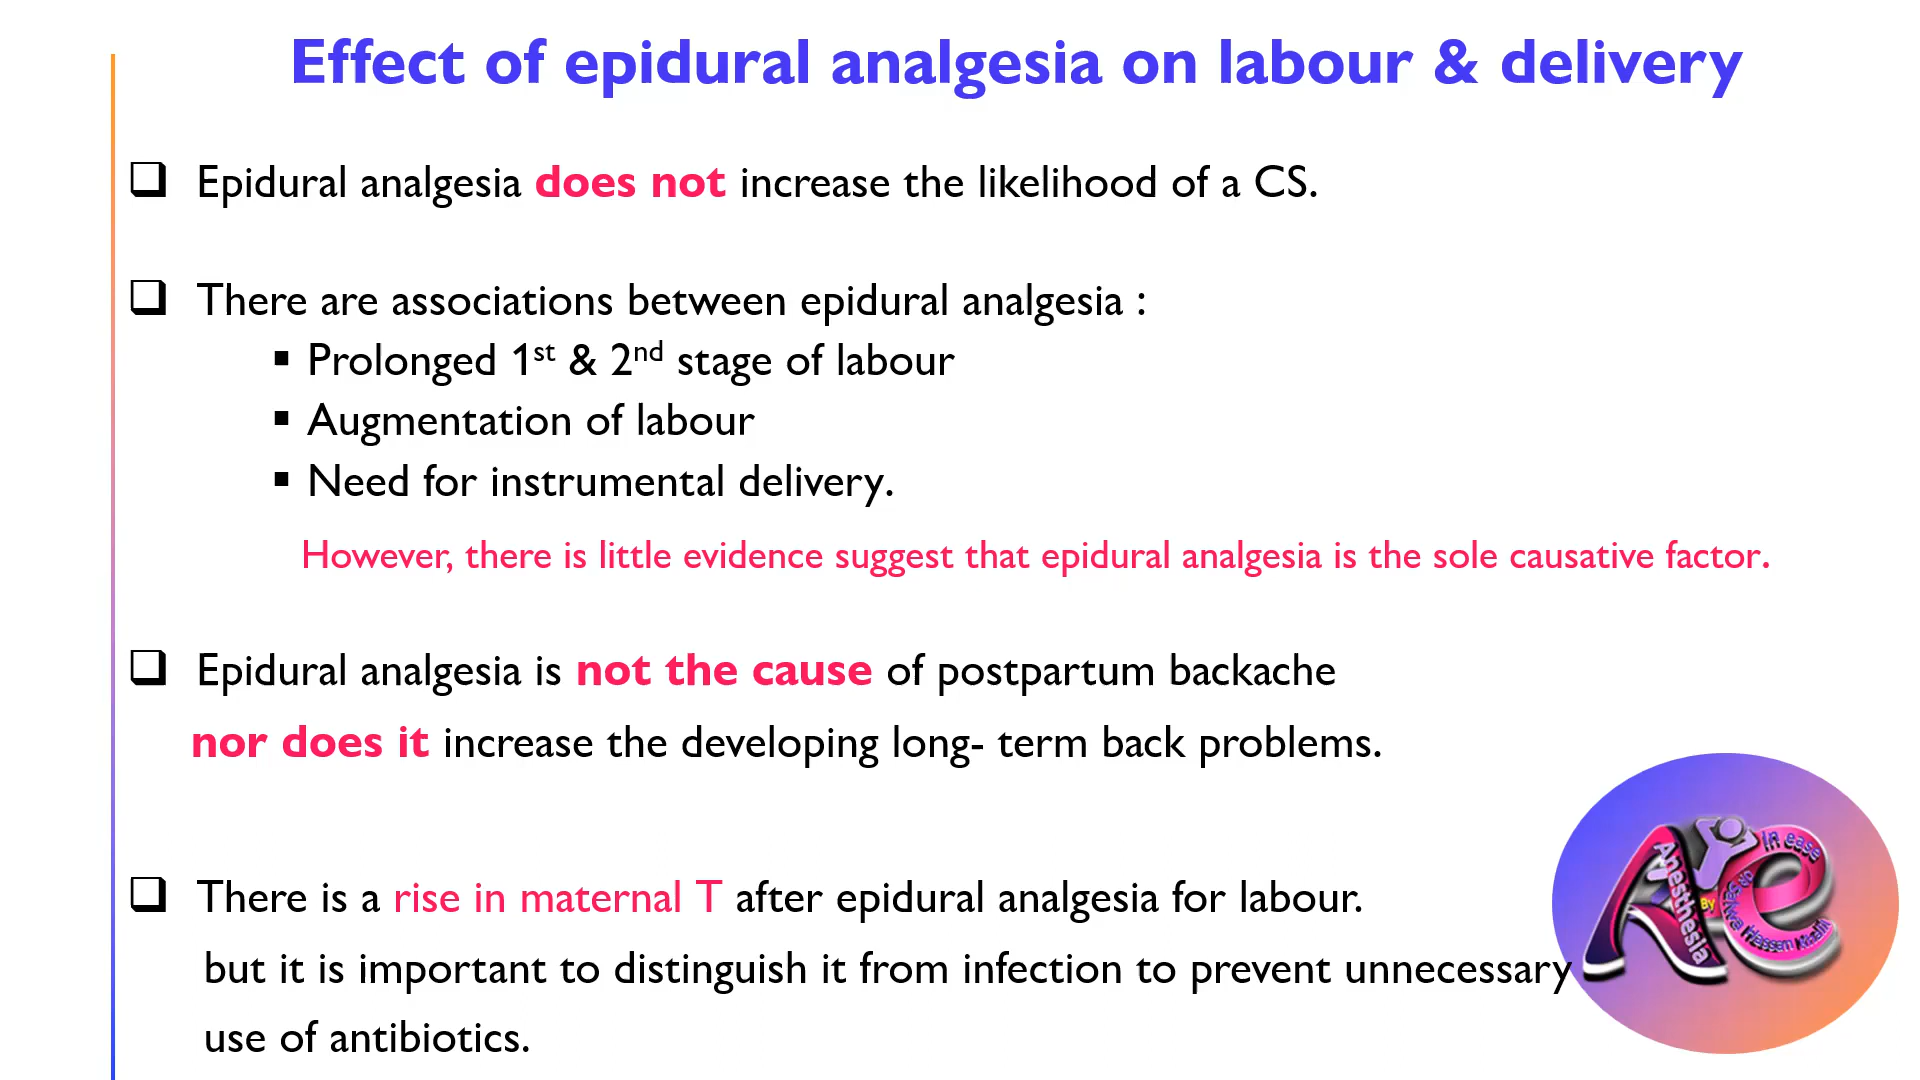 Effect of epidural analgesia on labour & delivery
❑ Epidural analgesia does not increase the likelihood of a CS.
❑ There are associations between epidural analgesia :
▪ Prolonged 1st & 2nd stage of labour
▪ Augmentation of labour
▪ Need for instrumental delivery.
However, there is little evidence suggest that epidural analgesia is the sole causative factor.
❑ Epidural analgesia is not the cause of postpartum backache
nor does it increase the developing long- term back problems.
❑ There is a rise in maternal T after epidural analgesia for labour.
but it is important to distinguish it from infection to prevent unnecessary
use of antibiotics.
Anesthesia
In ease
By